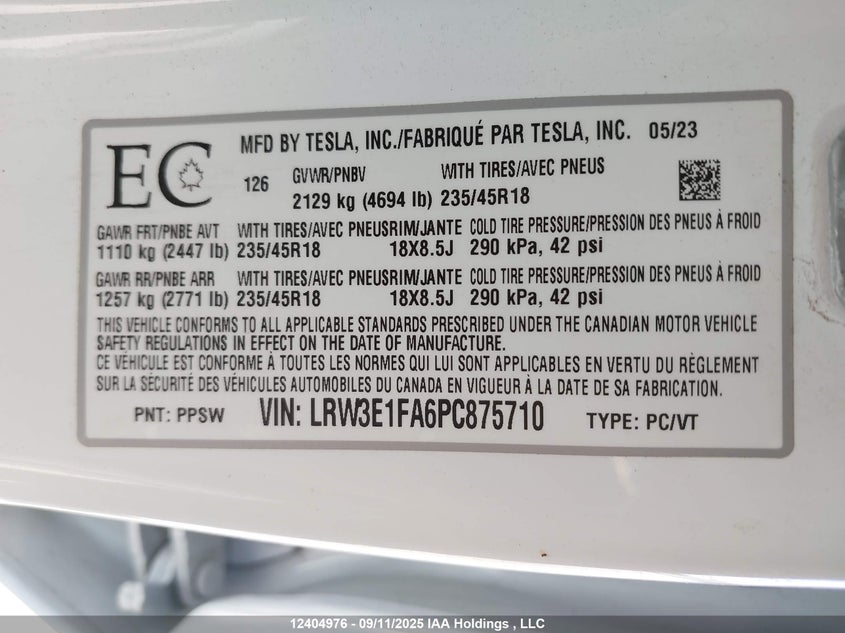 EC
MFD BY TESLA, INC./FABRIQUÉ PAR TESLA, INC. 05/23
126
GVWR/PNBV WITH TIRES/AVEC PNEUS
2129 kg (4694 lb) 235/45R18
GAWR FRT/PNBE AVT WITH TIRES/AVEC PNEUS RIM/JANTE COLD TIRE PRESSURE/PRESSION DES PNEUS À FROID
1110 kg (2447 lb) 235/45R18 18X8.5J 290 kPa, 42 psi
GAWR RR/PNBE ARR WITH TIRES/AVEC PNEUS RIM/JANTE COLD TIRE PRESSURE/PRESSION DES PNEUS À FROID
1257 kg (2771 lb) 235/45R18 18X8.5J 290 kPa, 42 psi
THIS VEHICLE CONFORMS TO ALL APPLICABLE STANDARDS PRESCRIBED UNDER THE CANADIAN MOTOR VEHICLE
SAFETY REGULATIONS IN EFFECT ON THE DATE OF MANUFACTURE.
CE VÉHICULE EST CONFORME À TOUTES LES NORMES QUI LUI SONT APPLICABLES EN VERTU DU RÈGLEMENT
SUR LA SÉCURITÉ DES VÉHICULES AUTOMOBILES DU CANADA EN VIGUEUR À LA DATE DE SA FABRICATION.
PNT: PPSW VIN: LRW3E1FA6PC875710 TYPE: PC/VT
12404976 - 09/11/2025 IAA Holdings , LLC